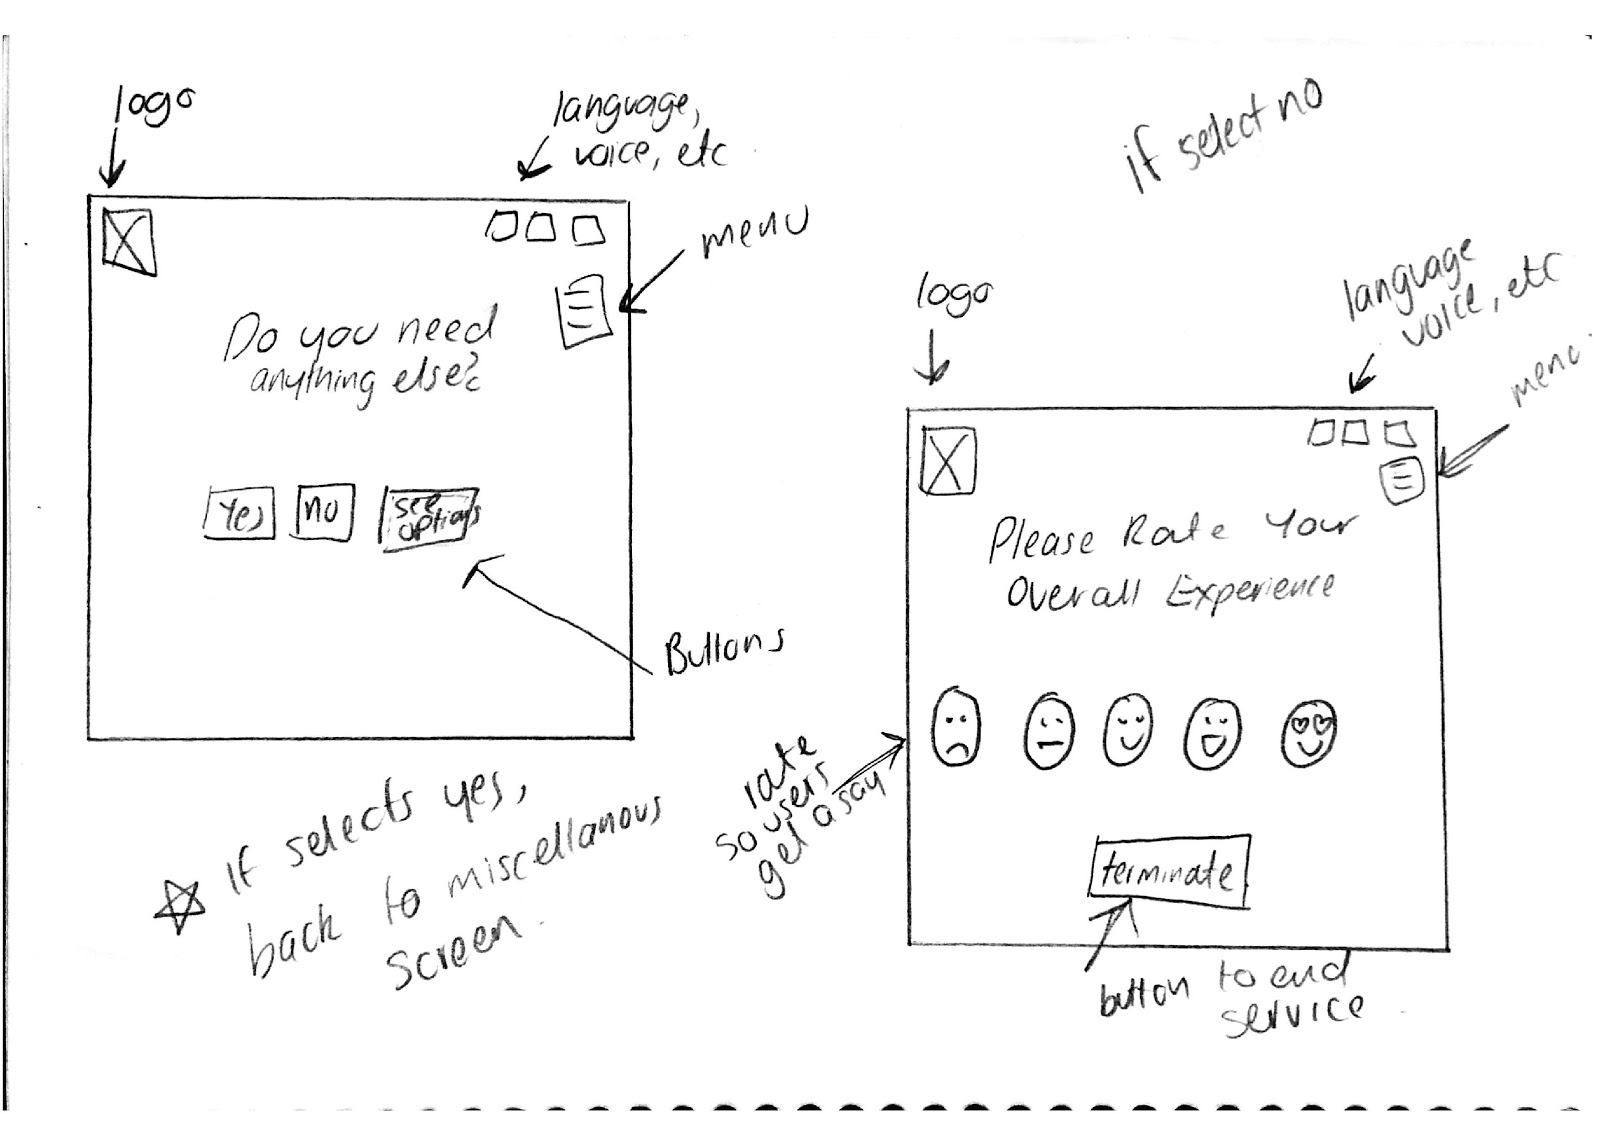 logo
language,
voice, etc
menu
Do you need
anything else?
Yes
no
see
options
Buttons
If selects yes,
back to miscellanous
screen.
if select no
logo
language
voice, etc
menu
Please Rate Your
Overall Experience
rate
so users
get a say
terminate
button to end
service